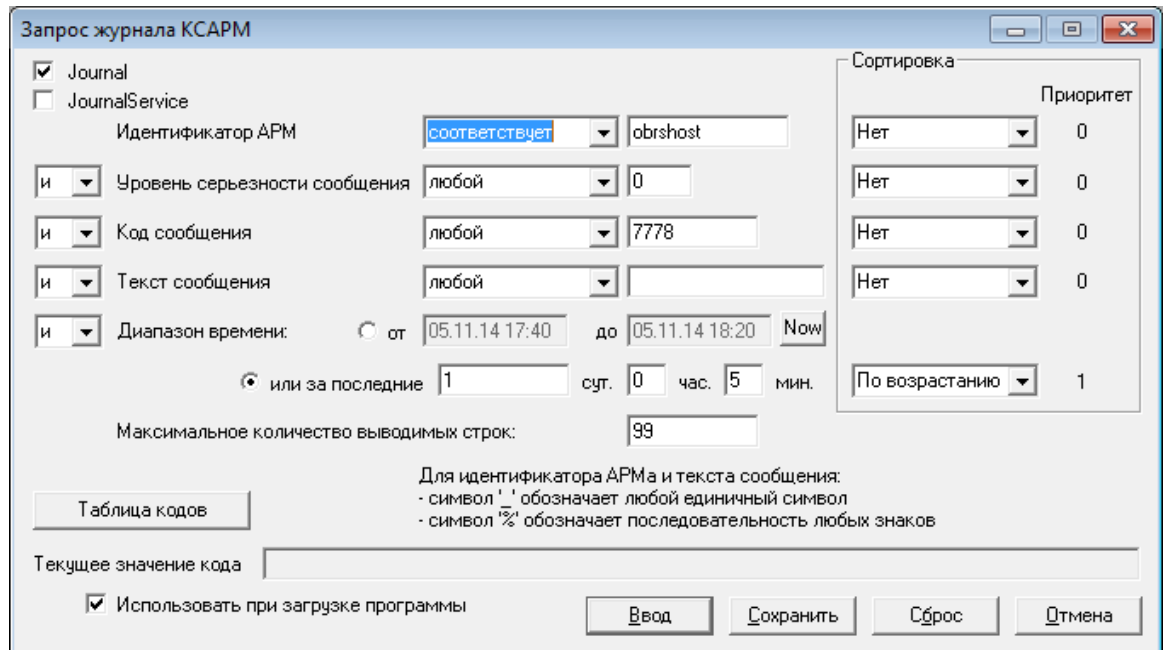 Запрос журнала КСАРМ
Journal
JournalService
Сортировка
Приоритет
Идентификатор АРМ соответствует obrshost Нет 0
и Уровень серьезности сообщения любой 0 Нет 0
и Код сообщения любой 7778 Нет 0
и Текст сообщения любой Нет 0
и Диапазон времени: от 05.11.14 17:40 до 05.11.14 18:20 Now
или за последние 1 сут. 0 час. 5 мин. По возрастанию 1
Максимальное количество выводимых строк: 99
Для идентификатора АРМа и текста сообщения:
- символ '_' обозначает любой единичный символ
- символ '%' обозначает последовательность любых знаков
Таблица кодов
Текущее значение кода
Использовать при загрузке программы
Ввод Сохранить Сброс Отмена